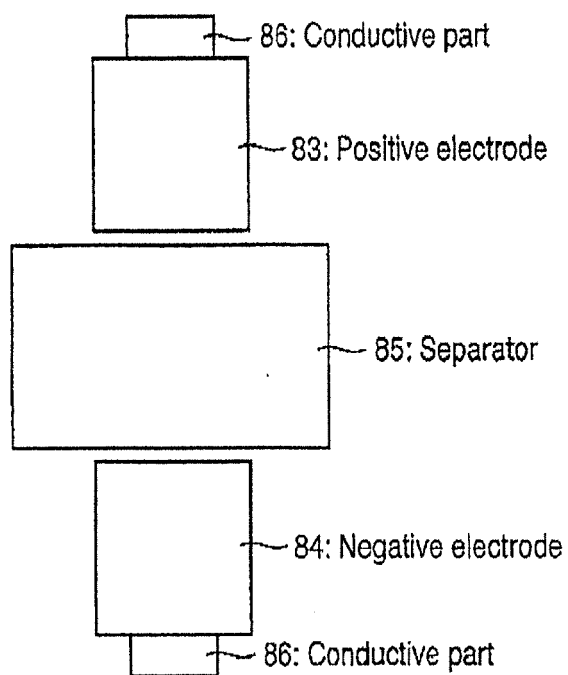 86: Conductive part
83: Positive electrode
85: Separator
84: Negative electrode
86: Conductive part